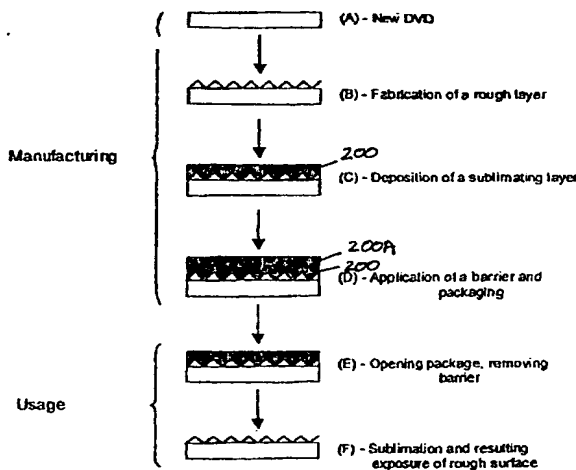 (A) - New DVD
(B) - Fabrication of a rough layer
Manufacturing
200
(C) - Deposition of a sublimating layer
200A
200
(D) - Application of a barrier and
packaging
(E) - Opening package, removing
barrier
Usage
(F) - Sublimation and resulting
exposure of rough surface